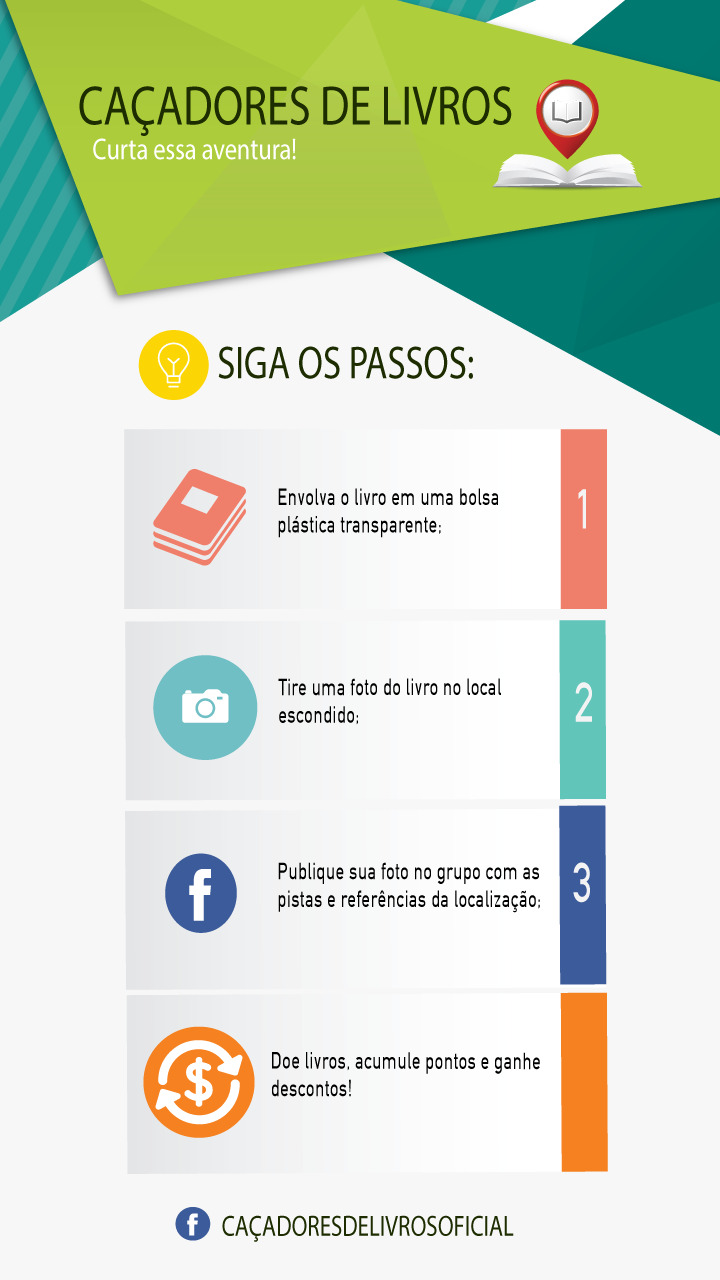 CAÇADORES DE LIVROS
Curta essa aventura!
SIGA OS PASSOS:
Envolva o livro em uma bolsa
plástica transparente;
1
Tire uma foto do livro no local
escondido;
2
Publique sua foto no grupo com as
pistas e referências da localização;
3
Doe livros, acumule pontos e ganhe
descontos!
CAÇADORESDELIVROSOFICIAL